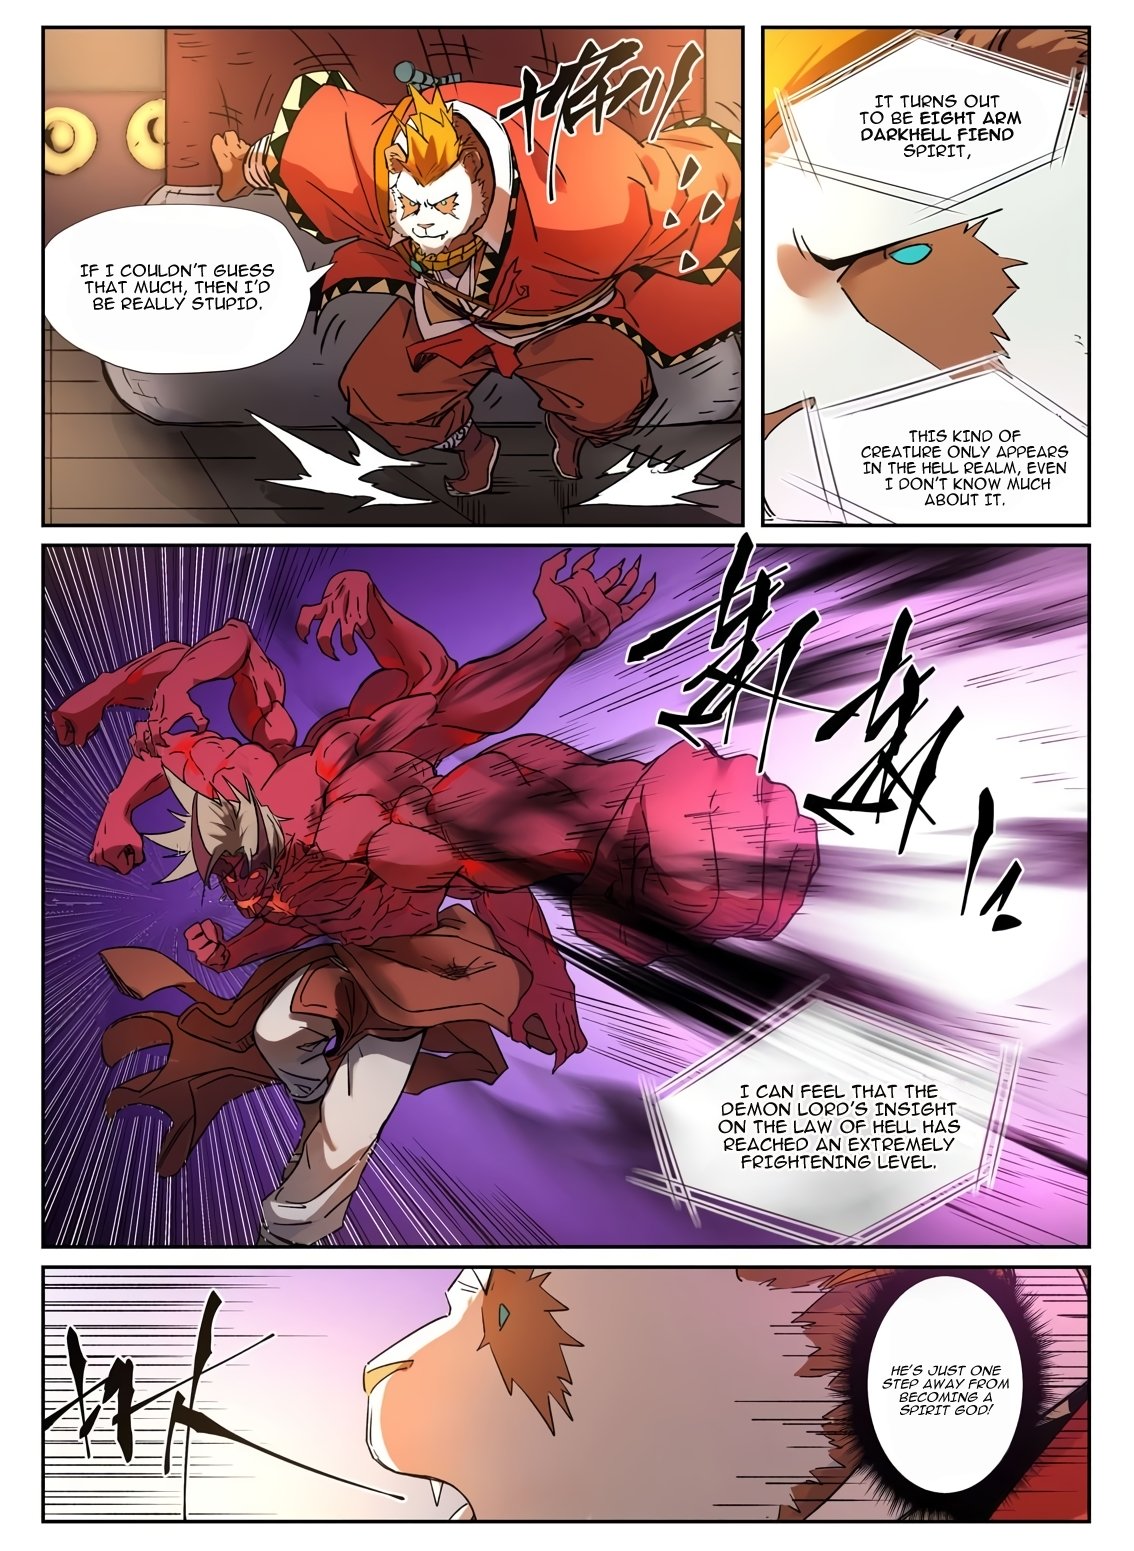 IF I COULDN'T GUESS
THAT MUCH, THEN I'D
BE REALLY STUPID.
IT TURNS OUT
TO BE EIGHT ARM
DARKHELL FIEND
SPIRIT,
THIS KIND OF
CREATURE ONLY APPEARS
IN THE HELL REALM, EVEN
I DON'T KNOW MUCH
ABOUT IT.
I CAN FEEL THAT THE
DEMON LORD'S INSIGHT
ON THE LAW OF HELL HAS
REACHED AN EXTREMELY
FRIGHTENING LEVEL.
HE'S JUST ONE
STEP AWAY FROM
BECOMING A
SPIRIT GOD!